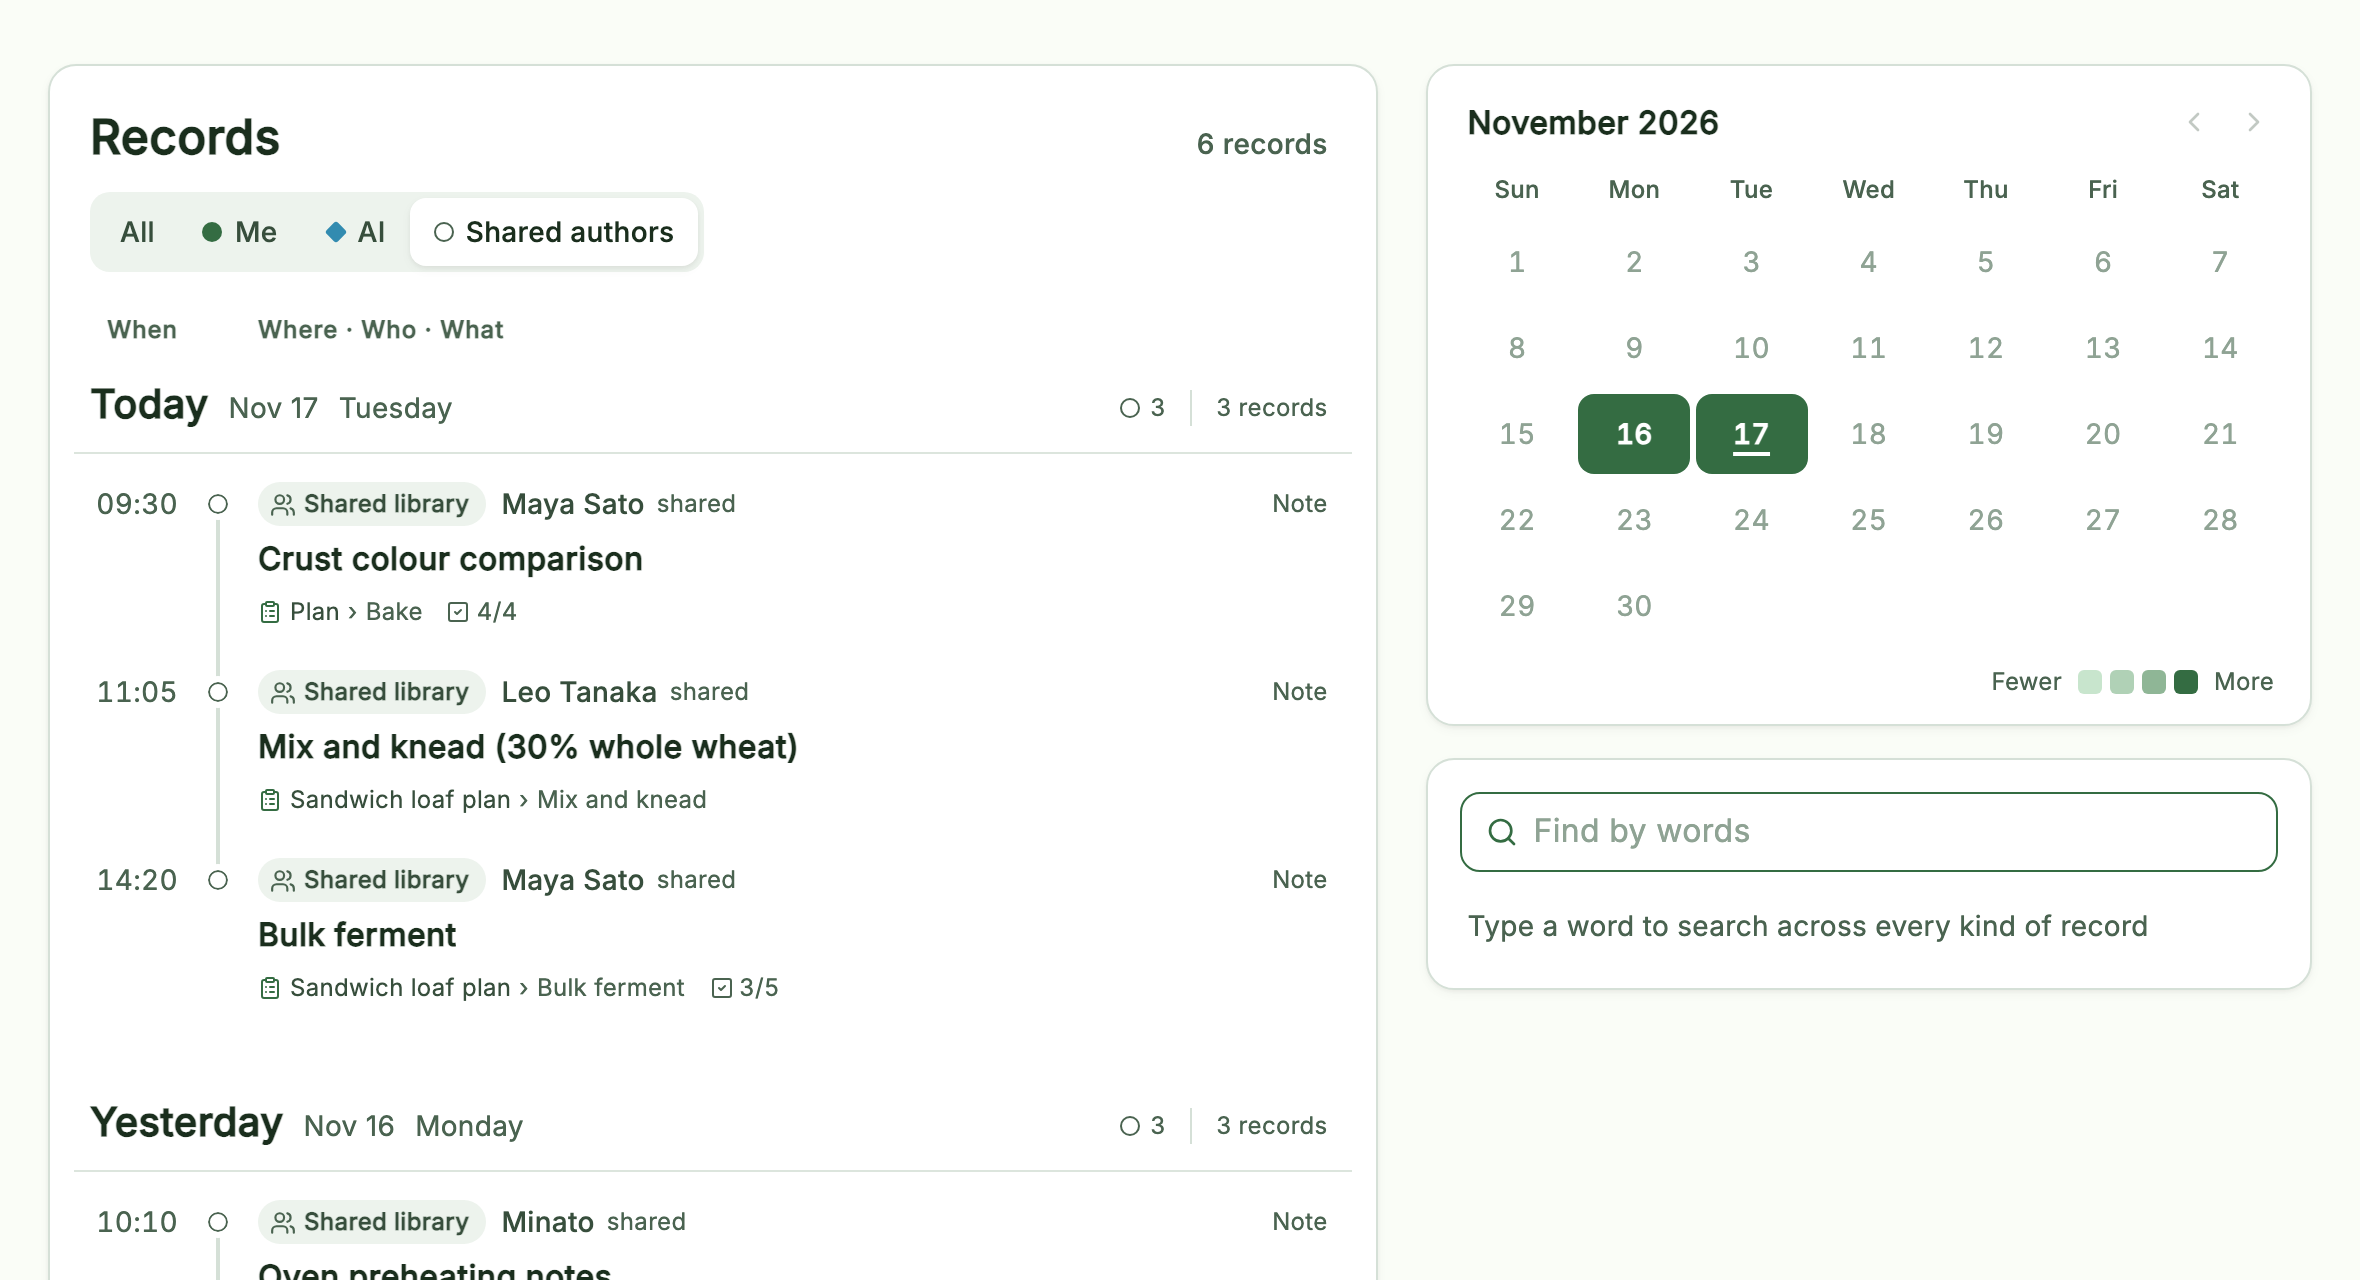 Records
6 records
All Me AI Shared authors
When Where · Who · What
Today Nov 17 Tuesday 3 3 records
09:30 Shared library Maya Sato shared Note
Crust colour comparison
Plan › Bake 4/4
11:05 Shared library Leo Tanaka shared Note
Mix and knead (30% whole wheat)
Sandwich loaf plan › Mix and knead
14:20 Shared library Maya Sato shared Note
Bulk ferment
Sandwich loaf plan › Bulk ferment 3/5
Yesterday Nov 16 Monday 3 3 records
10:10 Shared library Minato shared Note
Oven preheating notes
November 2026
Sun Mon Tue Wed Thu Fri Sat
1 2 3 4 5 6 7
8 9 10 11 12 13 14
15 16 17 18 19 20 21
22 23 24 25 26 27 28
29 30
Fewer More
Find by words
Type a word to search across every kind of record